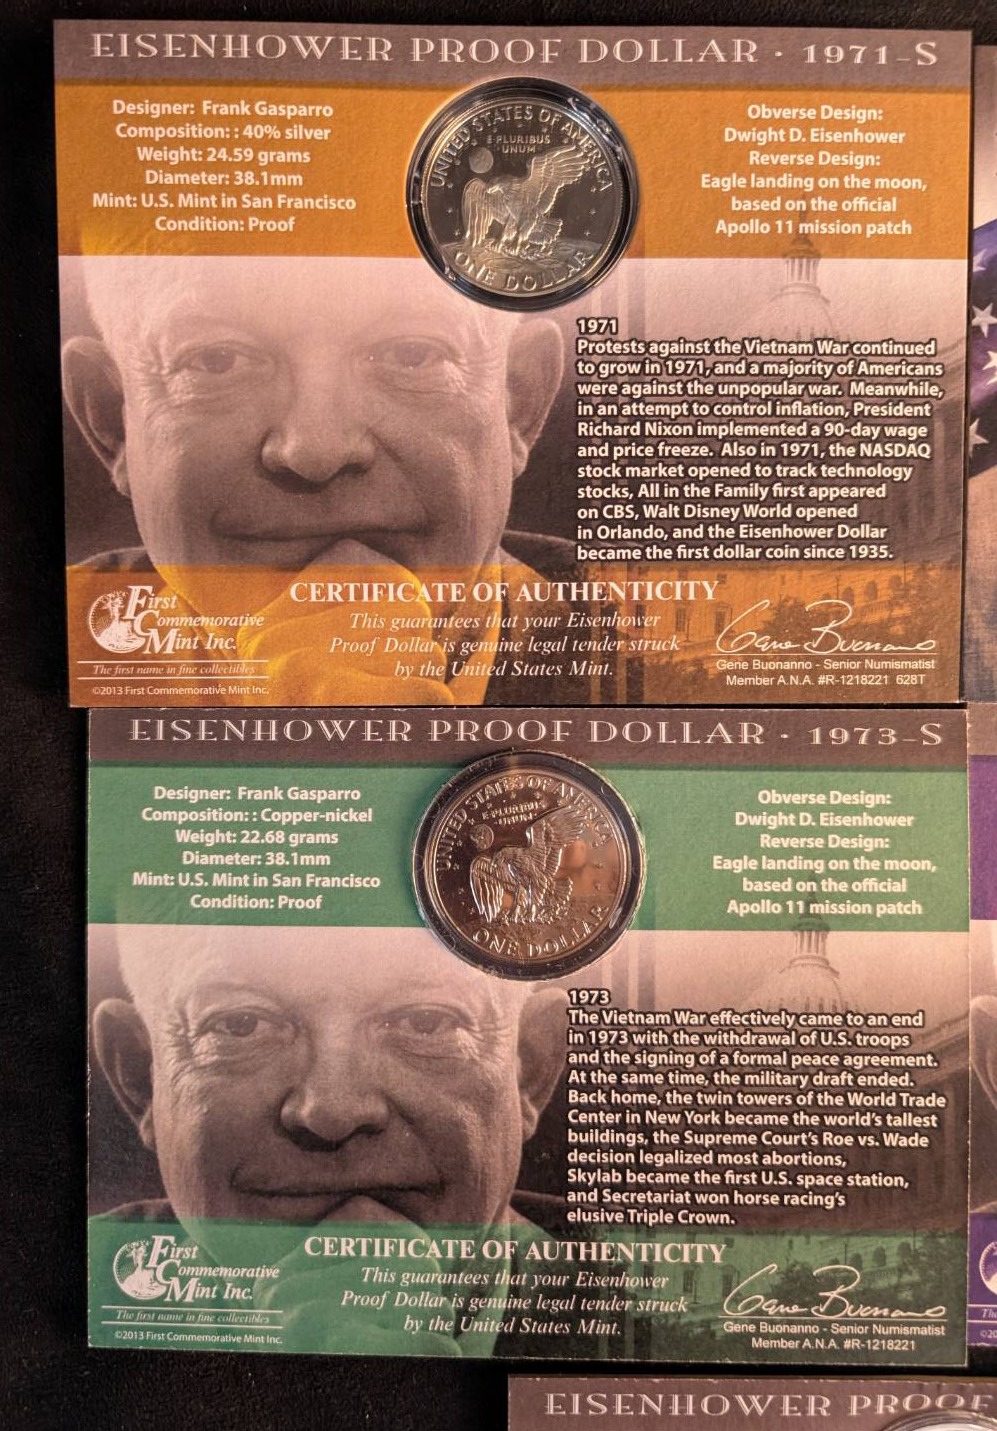 EISENHOWER PROOF DOLLAR · 1971-S
Designer: Frank Gasparro
Composition: : 40% silver
Weight: 24.59 grams
Diameter: 38.1mm
Mint: U.S. Mint in San Francisco
Condition: Proof
UNITED STATES OF AMERICA
E PLURIBUS
UNUM
ONE DOLLAR
Obverse Design:
Dwight D. Eisenhower
Reverse Design:
Eagle landing on the moon,
based on the official
Apollo 11 mission patch
1971
Protests against the Vietnam War continued
to grow in 1971, and a majority of Americans
were against the unpopular war. Meanwhile,
in an attempt to control inflation, President
Richard Nixon implemented a 90-day wage
and price freeze. Also in 1971, the NASDAQ
stock market opened to track technology
stocks, All in the Family first appeared
on CBS, Walt Disney World opened
in Orlando, and the Eisenhower Dollar
became the first dollar coin since 1935.
First
Commemorative
Mint Inc.
The first name in fine collectibles
©2013 First Commemorative Mint Inc.
CERTIFICATE OF AUTHENTICITY
This guarantees that your Eisenhower
Proof Dollar is genuine legal tender struck
by the United States Mint.
Gene Buonanno
Gene Buonanno - Senior Numismatist
Member A.N.A. #R-1218221 628T
EISENHOWER PROOF DOLLAR · 1973-S
Designer: Frank Gasparro
Composition: : Copper-nickel
Weight: 22.68 grams
Diameter: 38.1mm
Mint: U.S. Mint in San Francisco
Condition: Proof
UNITED STATES OF AMERICA
E PLURIBUS
UNUM
ONE DOLLAR
Obverse Design:
Dwight D. Eisenhower
Reverse Design:
Eagle landing on the moon,
based on the official
Apollo 11 mission patch
1973
The Vietnam War effectively came to an end
in 1973 with the withdrawal of U.S. troops
and the signing of a formal peace agreement.
At the same time, the military draft ended.
Back home, the twin towers of the World Trade
Center in New York became the world's tallest
buildings, the Supreme Court's Roe vs. Wade
decision legalized most abortions,
Skylab became the first U.S. space station,
and Secretariat won horse racing's
elusive Triple Crown.
First
Commemorative
Mint Inc.
The first name in fine collectibles
©2013 First Commemorative Mint Inc.
CERTIFICATE OF AUTHENTICITY
This guarantees that your Eisenhower
Proof Dollar is genuine legal tender struck
by the United States Mint.
Gene Buonanno
Gene Buonanno - Senior Numismatist
Member A.N.A. #R-1218221
EISENHOWER PROOF